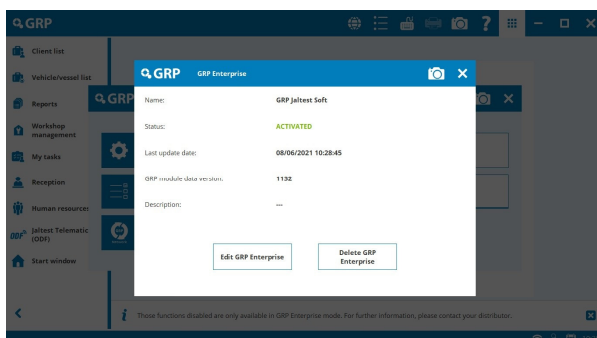 GRP
Client list
Vehicle/vessel list
Reports
Workshop
management
My tasks
Reception
Human resources
Jaltest Telematic
(ODF)
Start window
GRP
GRP
GRP Enterprise
Name:
GRP Jaltest Soft
Status:
ACTIVATED
Last update date:
08/06/2021 10:28:45
GRP module data version:
1132
Description:
---
Edit GRP Enterprise
Delete GRP
Enterprise
Those functions disabled are only available in GRP Enterprise mode. For further information, please contact your distributor.